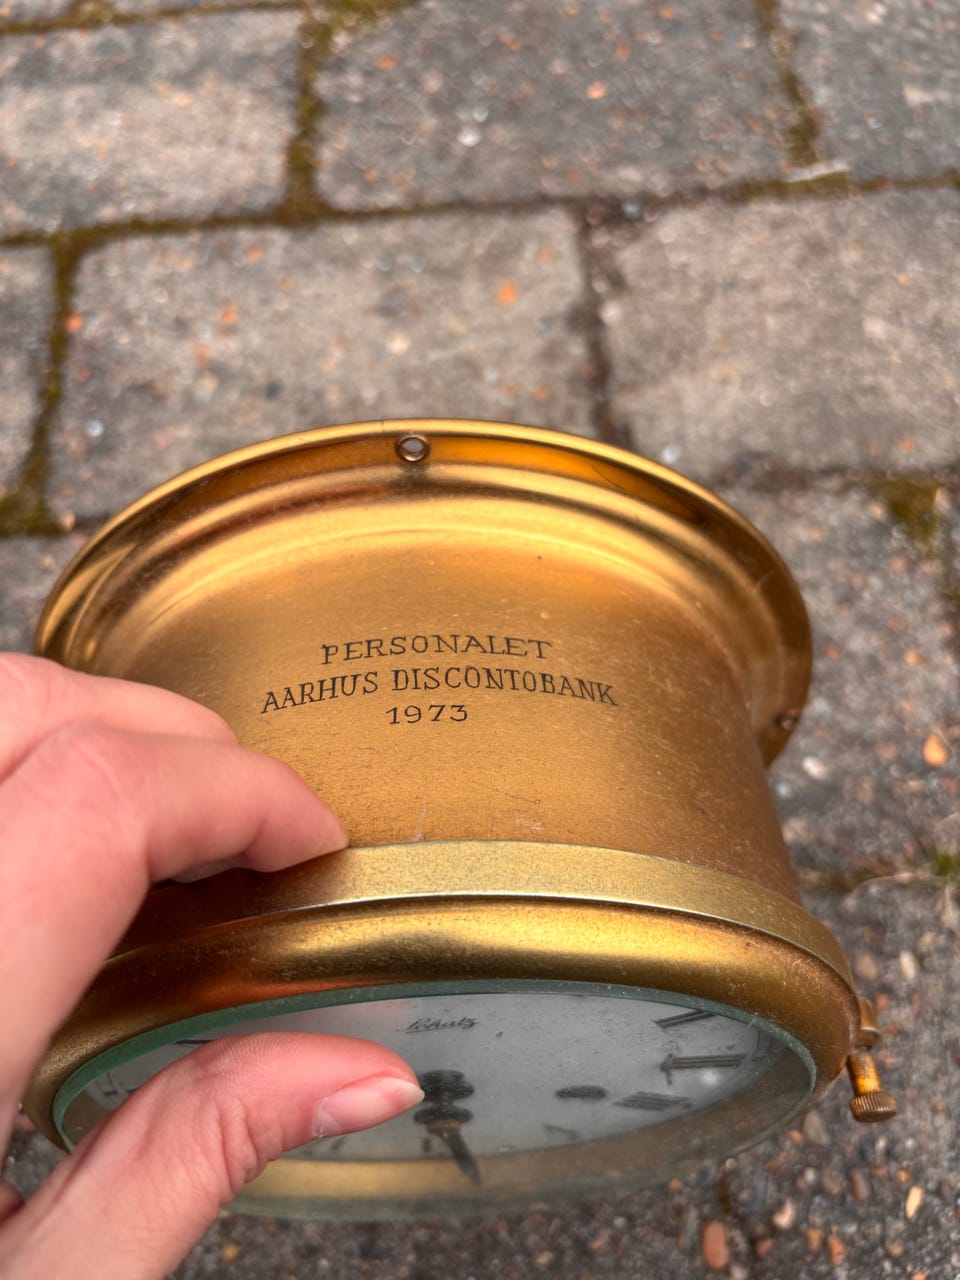 PERSONALET
AARHUS DISCONTOBANK
1973
Schatz